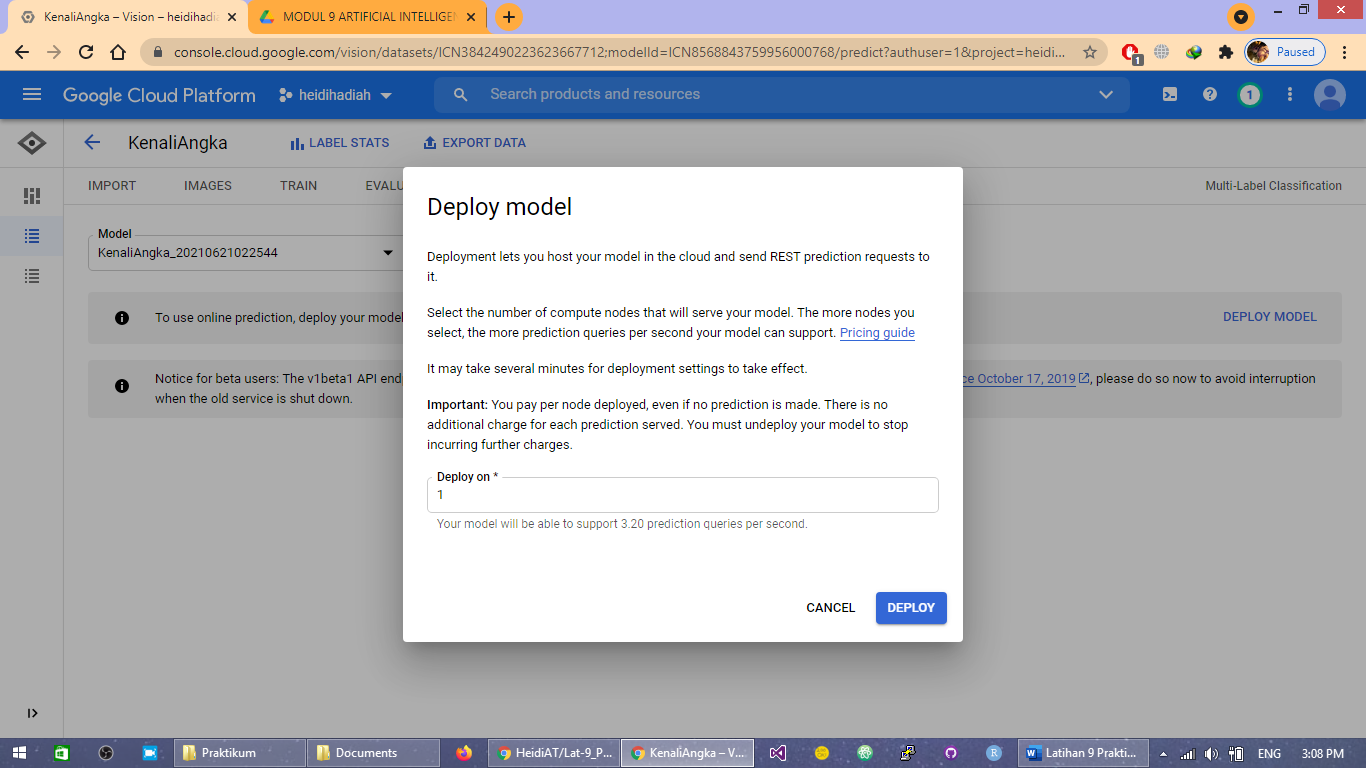 KenaliAngka – Vision – heidihadia
MODUL 9 ARTIFICIAL INTELLIGEN
console.cloud.google.com/vision/datasets/ICN3842490223623667712;modelId=ICN8568843759956000768/predict?authuser=1&project=heidi...
1
Paused
Google Cloud Platform
heidihadiah
Search products and resources
1
KenaliAngka
LABEL STATS
EXPORT DATA
IMPORT
IMAGES
TRAIN
EVALU
Multi-Label Classification
Model
KenaliAngka_20210621022544
To use online prediction, deploy your model
DEPLOY MODEL
Notice for beta users: The v1beta1 API end
ce October 17, 2019, please do so now to avoid interruption
when the old service is shut down.
Deploy model
Deployment lets you host your model in the cloud and send REST prediction requests to
it.
Select the number of compute nodes that will serve your model. The more nodes you
select, the more prediction queries per second your model can support. Pricing guide
It may take several minutes for deployment settings to take effect.
Important: You pay per node deployed, even if no prediction is made. There is no
additional charge for each prediction served. You must undeploy your model to stop
incurring further charges.
Deploy on *
1
Your model will be able to support 3.20 prediction queries per second.
CANCEL
DEPLOY
Praktikum
Documents
HeidiAT/Lat-9_P...
KenaliAngka – V...
R
Latihan 9 Prakti...
ENG
3:08 PM